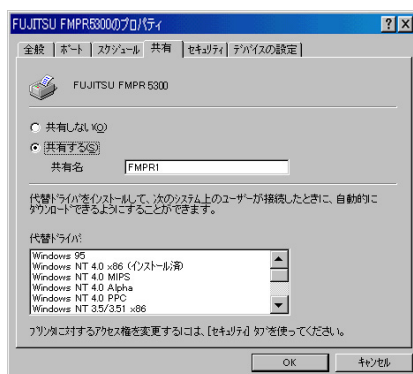 FUJITSU FMPR5300のプロパティ
全般 ポート スケジュール 共有 セキュリティ デバイスの設定
FUJITSU FMPR5300
共有しない(O)
共有する(S)
共有名 FMPR1
代替ドライバをインストールして、次のシステム上のユーザーが接続したときに、自動的に
ダウンロードできるようにすることができます。
代替ドライバ:
Windows 95
Windows NT 4.0 x86 (インストール済)
Windows NT 4.0 MIPS
Windows NT 4.0 Alpha
Windows NT 4.0 PPC
Windows NT 3.5/3.51 x86
プリンタに対するアクセス権を変更するには、[セキュリティ] タブを使ってください。
OK キャンセル